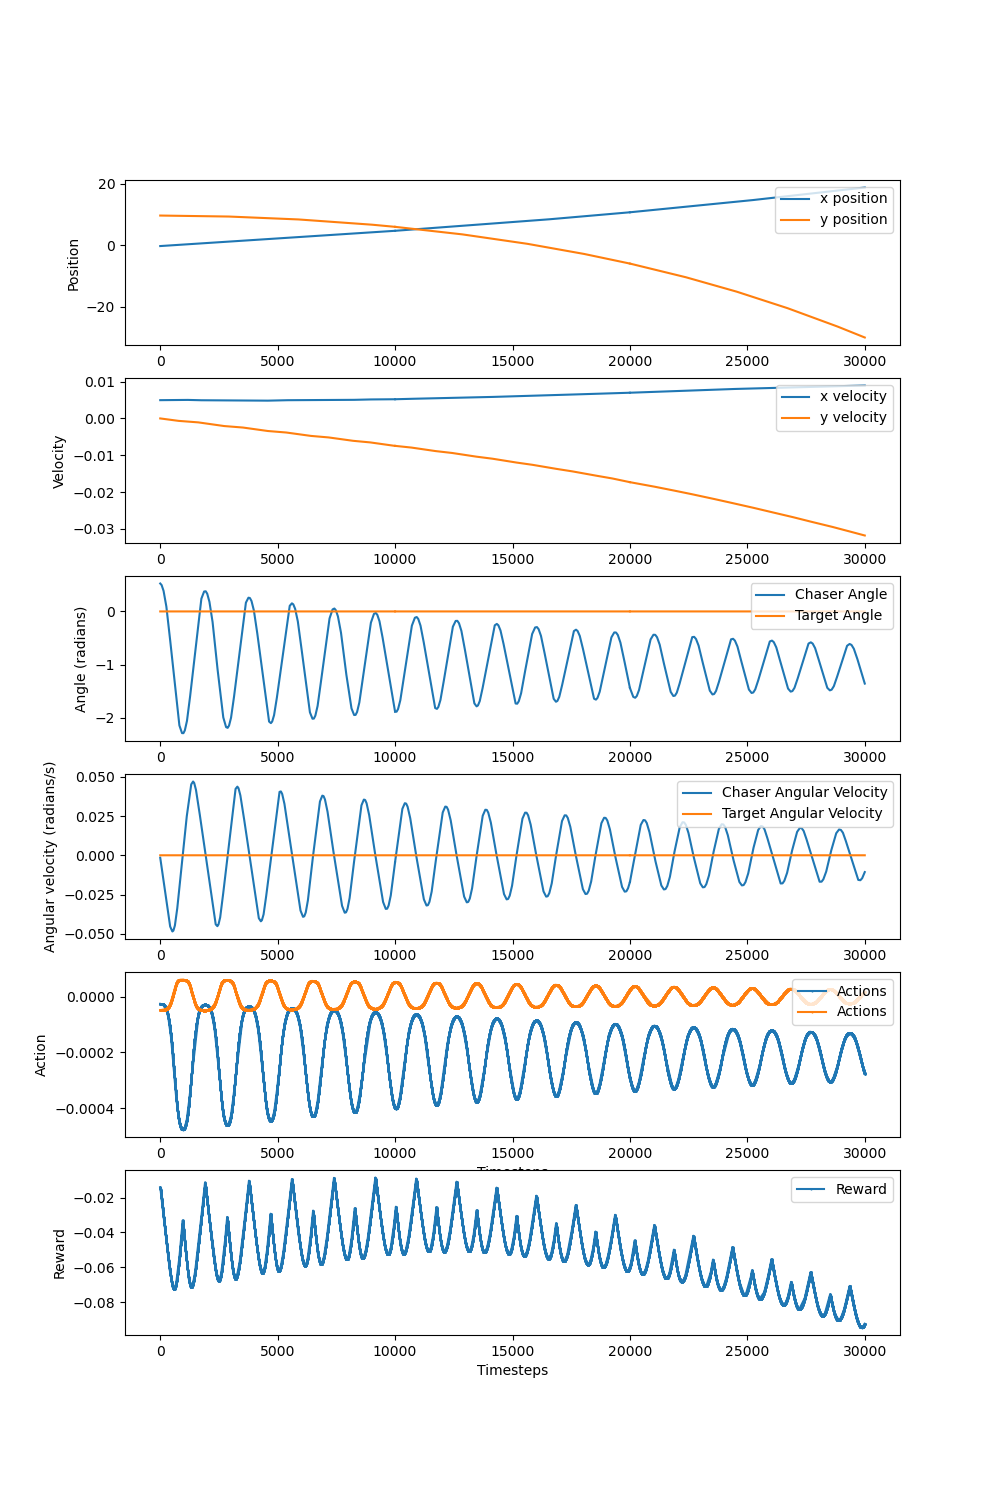 20
0
−20
Position
x position
y position
0 5000 10000 15000 20000 25000 30000
0.01
0.00
−0.01
−0.02
−0.03
Velocity
x velocity
y velocity
0 5000 10000 15000 20000 25000 30000
0
−1
−2
Angle (radians)
Chaser Angle
Target Angle
0 5000 10000 15000 20000 25000 30000
0.050
0.025
0.000
−0.025
−0.050
Angular velocity (radians/s)
Chaser Angular Velocity
Target Angular Velocity
0 5000 10000 15000 20000 25000 30000
0.0000
−0.0002
−0.0004
Action
Actions
Actions
0 5000 10000 15000 20000 25000 30000
Timesteps
−0.02
−0.04
−0.06
−0.08
Reward
Reward
0 5000 10000 15000 20000 25000 30000
Timesteps